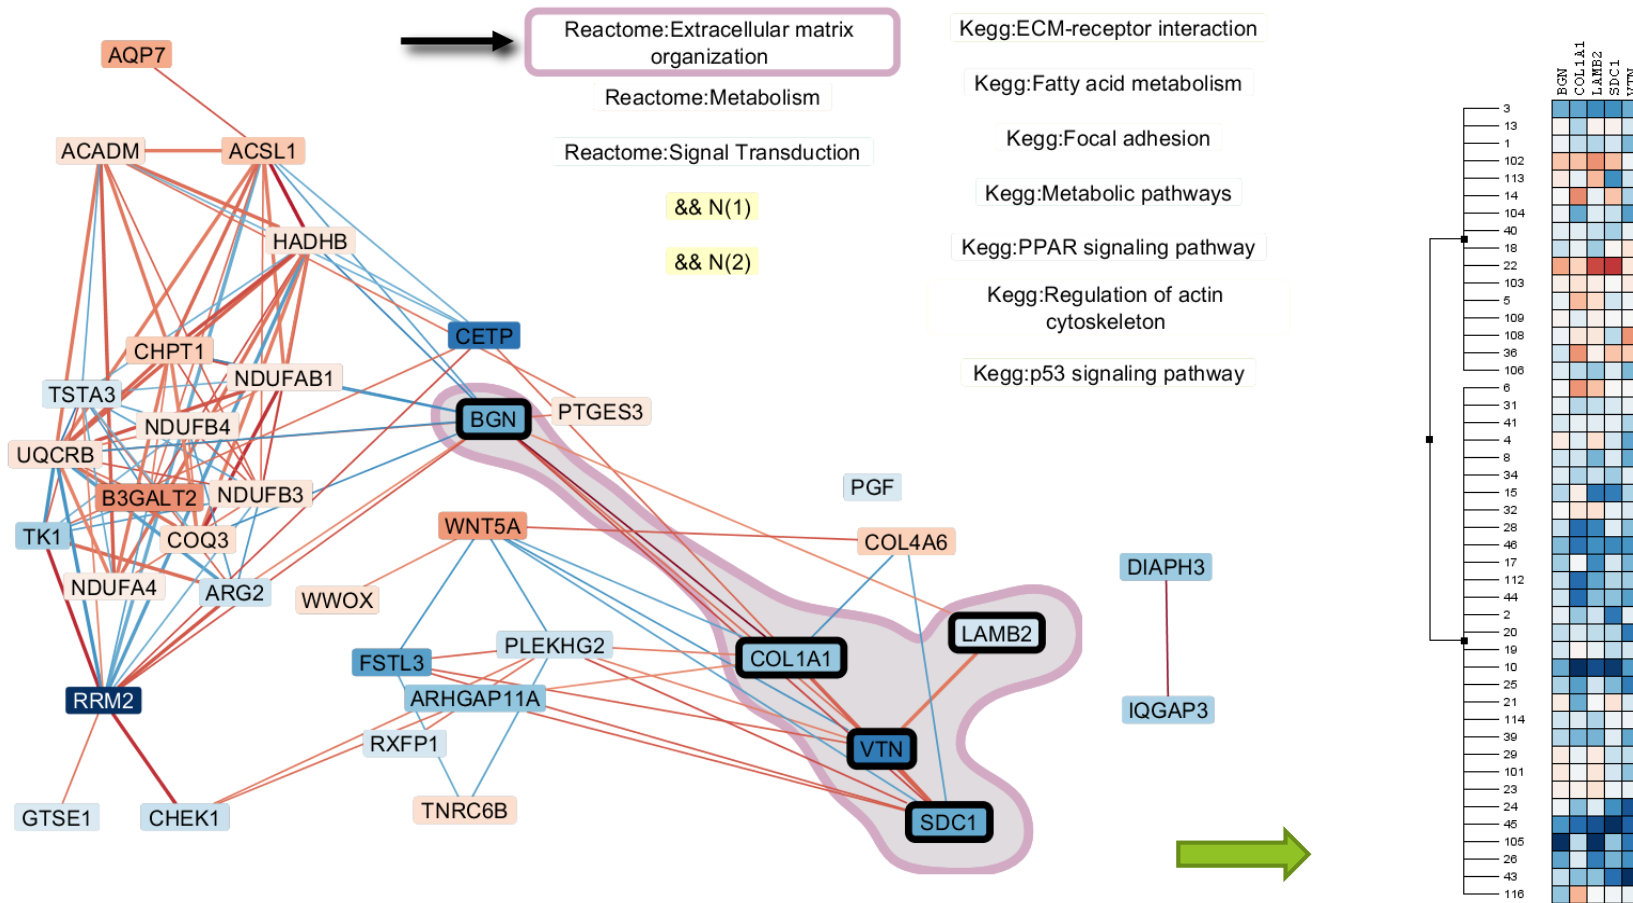 Reactome:Extracellular matrix
organization
Reactome:Metabolism
Reactome:Signal Transduction
&& N(1)
&& N(2)
Kegg:ECM-receptor interaction
Kegg:Fatty acid metabolism
Kegg:Focal adhesion
Kegg:Metabolic pathways
Kegg:PPAR signaling pathway
Kegg:Regulation of actin
cytoskeleton
Kegg:p53 signaling pathway
AQP7
ACADM
ACSL1
HADHB
CETP
CHPT1
NDUFAB1
TSTA3
BGN
PTGES3
NDUFB4
UQCRB
B3GALT2
NDUFB3
PGF
TK1
COQ3
WNT5A
COL4A6
NDUFA4
ARG2
WWOX
DIAPH3
LAMB2
PLEKHG2
FSTL3
COL1A1
ARHGAP11A
RRM2
IQGAP3
RXFP1
VTN
GTSE1
CHEK1
TNRC6B
SDC1
BGN
COL1A1
LAMB2
SDC1
VTN
3
13
1
102
113
14
104
40
18
22
103
5
109
108
36
106
6
31
41
4
8
34
15
32
28
46
17
112
44
2
20
19
10
25
21
114
39
29
101
23
24
45
105
26
43
116